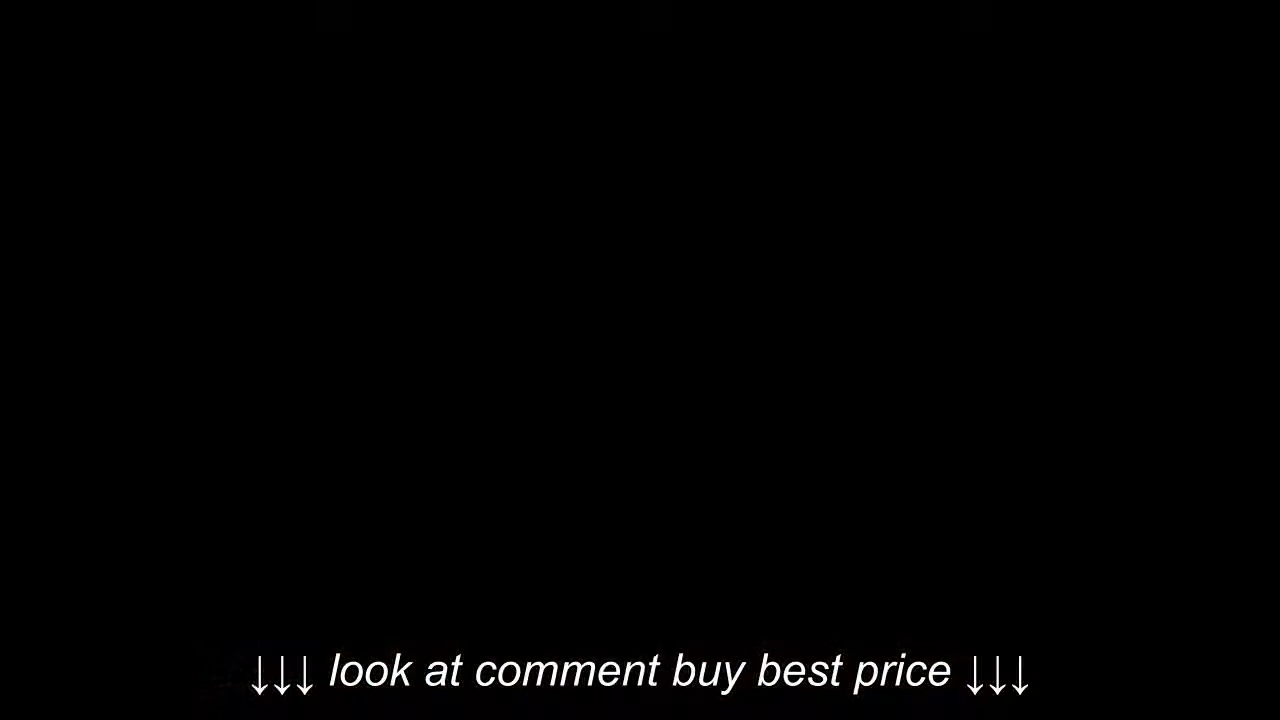 ↓↓↓ look at comment buy best price ↓↓↓